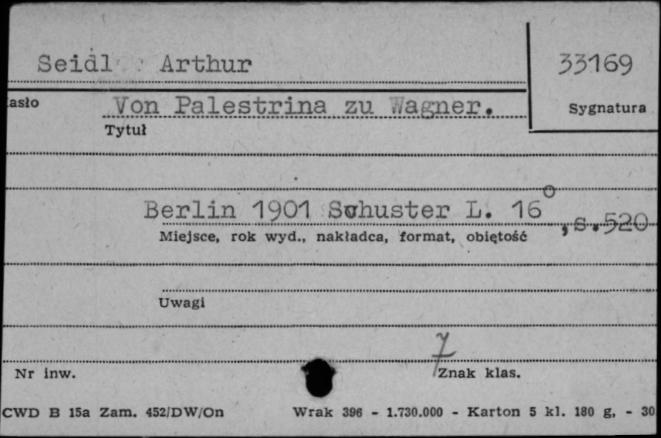 Seidl Arthur
33169
asło
Von Palestrina zu Wagner.
Sygnatura
Tytuł
Berlin 1901 Schuster L. 16°
,s.520
Miejsce, rok wyd., nakładca, format, objętość
Uwagi
7
Nr inw.
Znak klas.
CWD B 15a Zam. 452/DW/On
Wrak 396 - 1.730.000 - Karton 5 kl. 180 g, - 30